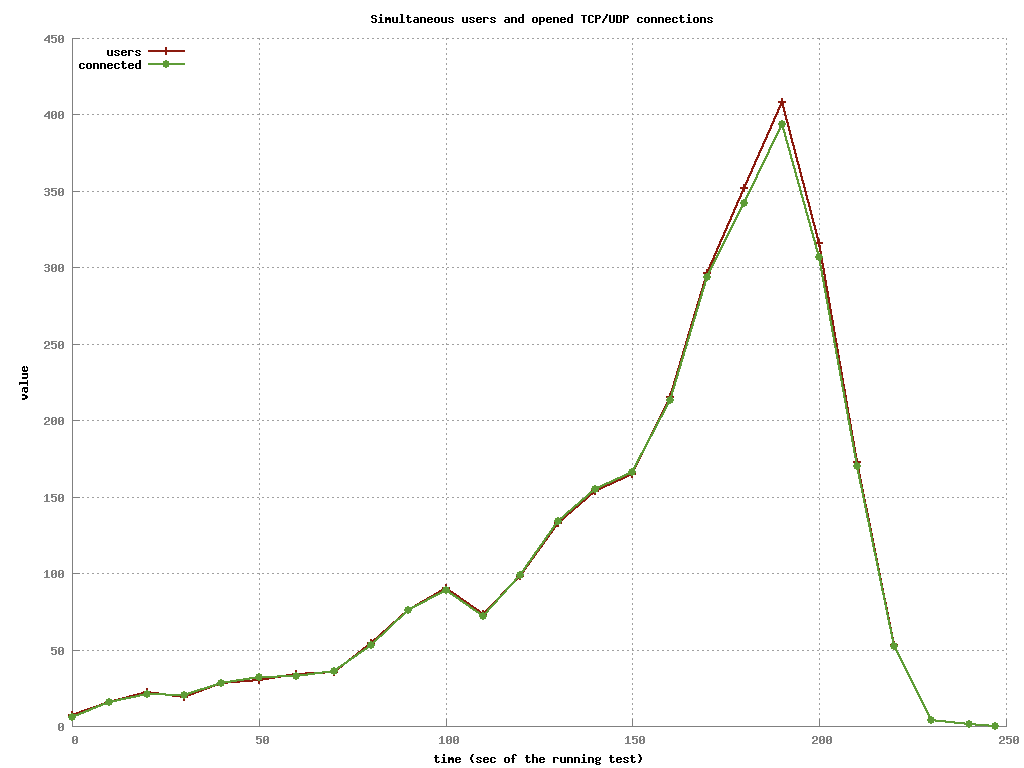 Simultaneous users and opened TCP/UDP connections
450
users
connected
400
350
300
250
value
200
150
100
50
0
0 50 100 150 200 250
time (sec of the running test)